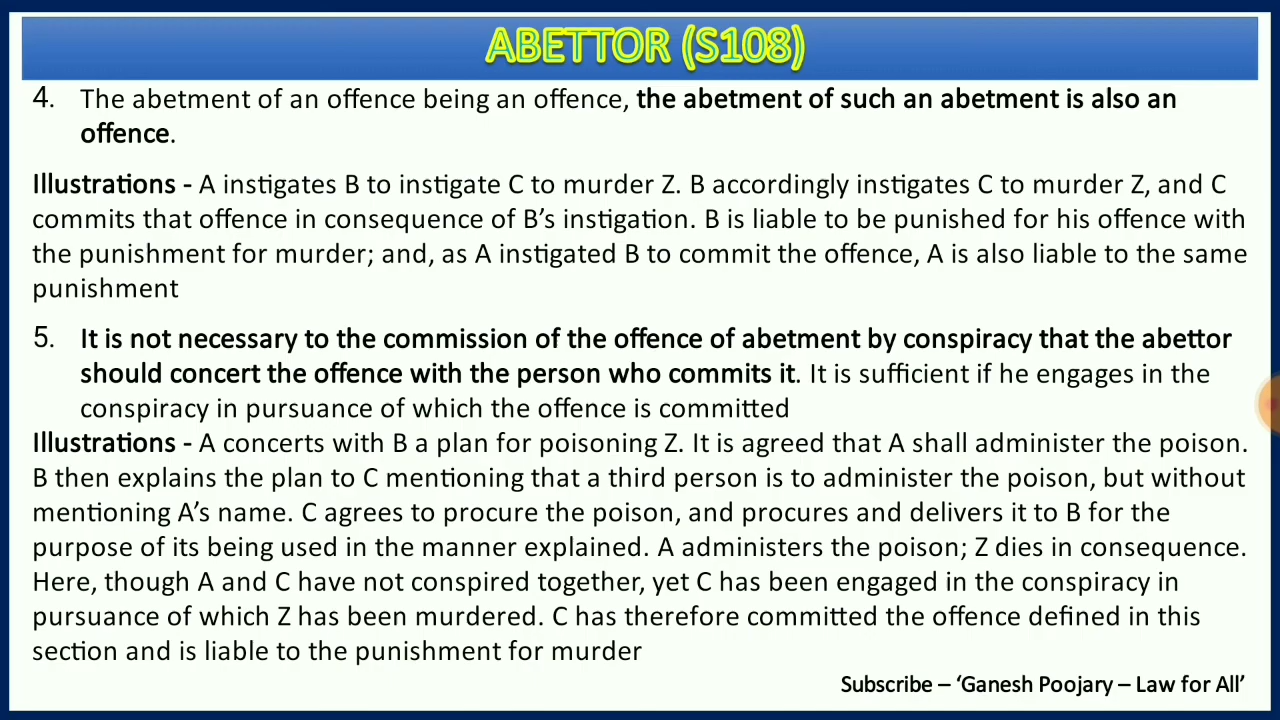 ABETTOR (S108)
4. The abetment of an offence being an offence, the abetment of such an abetment is also an
offence.
Illustrations - A instigates B to instigate C to murder Z. B accordingly instigates C to murder Z, and C
commits that offence in consequence of B’s instigation. B is liable to be punished for his offence with
the punishment for murder; and, as A instigated B to commit the offence, A is also liable to the same
punishment
5. It is not necessary to the commission of the offence of abetment by conspiracy that the abettor
should concert the offence with the person who commits it. It is sufficient if he engages in the
conspiracy in pursuance of which the offence is committed
Illustrations - A concerts with B a plan for poisoning Z. It is agreed that A shall administer the poison.
B then explains the plan to C mentioning that a third person is to administer the poison, but without
mentioning A’s name. C agrees to procure the poison, and procures and delivers it to B for the
purpose of its being used in the manner explained. A administers the poison; Z dies in consequence.
Here, though A and C have not conspired together, yet C has been engaged in the conspiracy in
pursuance of which Z has been murdered. C has therefore committed the offence defined in this
section and is liable to the punishment for murder
Subscribe – ‘Ganesh Poojary – Law for All’